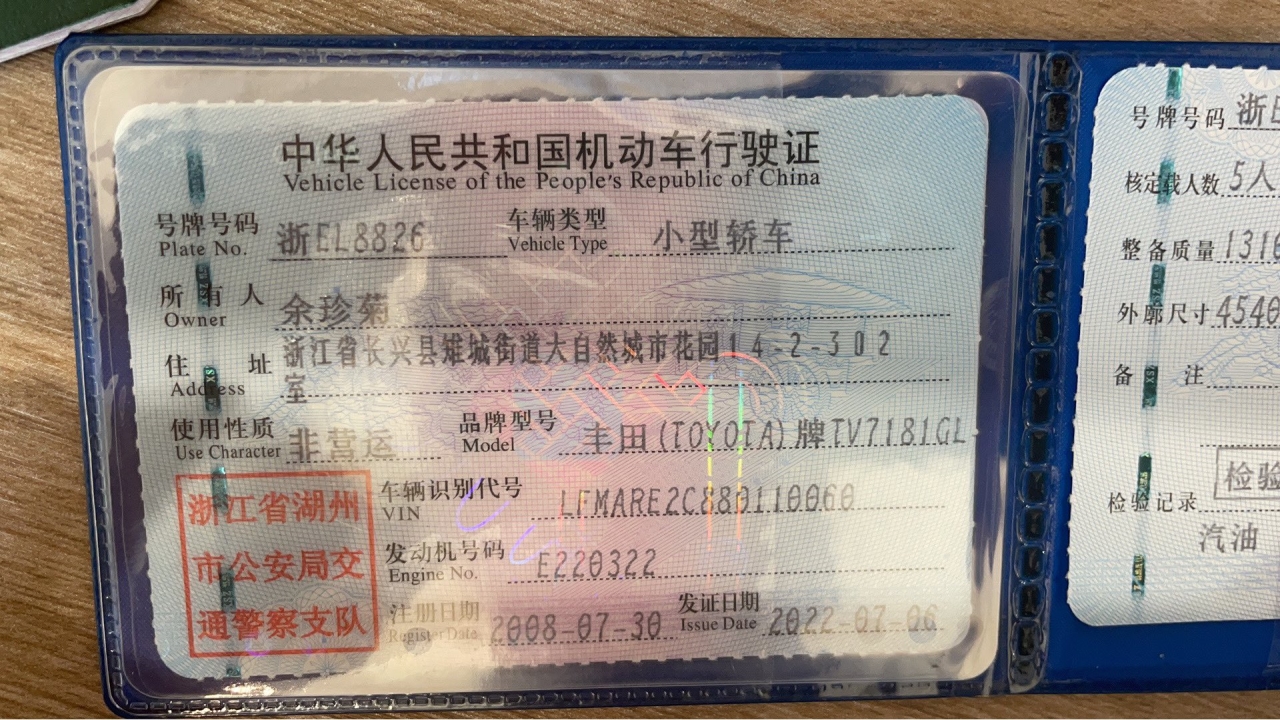 中华人民共和国机动车行驶证
Vehicle License of the People's Republic of China
号牌号码 浙EL8826 车辆类型 小型轿车
Plate No. Vehicle Type
所有人 余珍菊
Owner
住址 浙江省长兴县雉城街道大自然城市花园14-2-302
Address 室
使用性质 非营运 品牌型号 丰田(TOYOTA)牌TV7181GL
Use Character Model
浙江省湖州
市公安局交
通警察支队
车辆识别代号 LFMARE2C880110060
VIN
发动机号码 E220322
Engine No.
注册日期 2008-07-30 发证日期 2022-07-06
Register Date Issue Date
号牌号码 浙E
核定载人数 5人
整备质量 1310
外廓尺寸 4540
备注
检验记录 检验
汽油